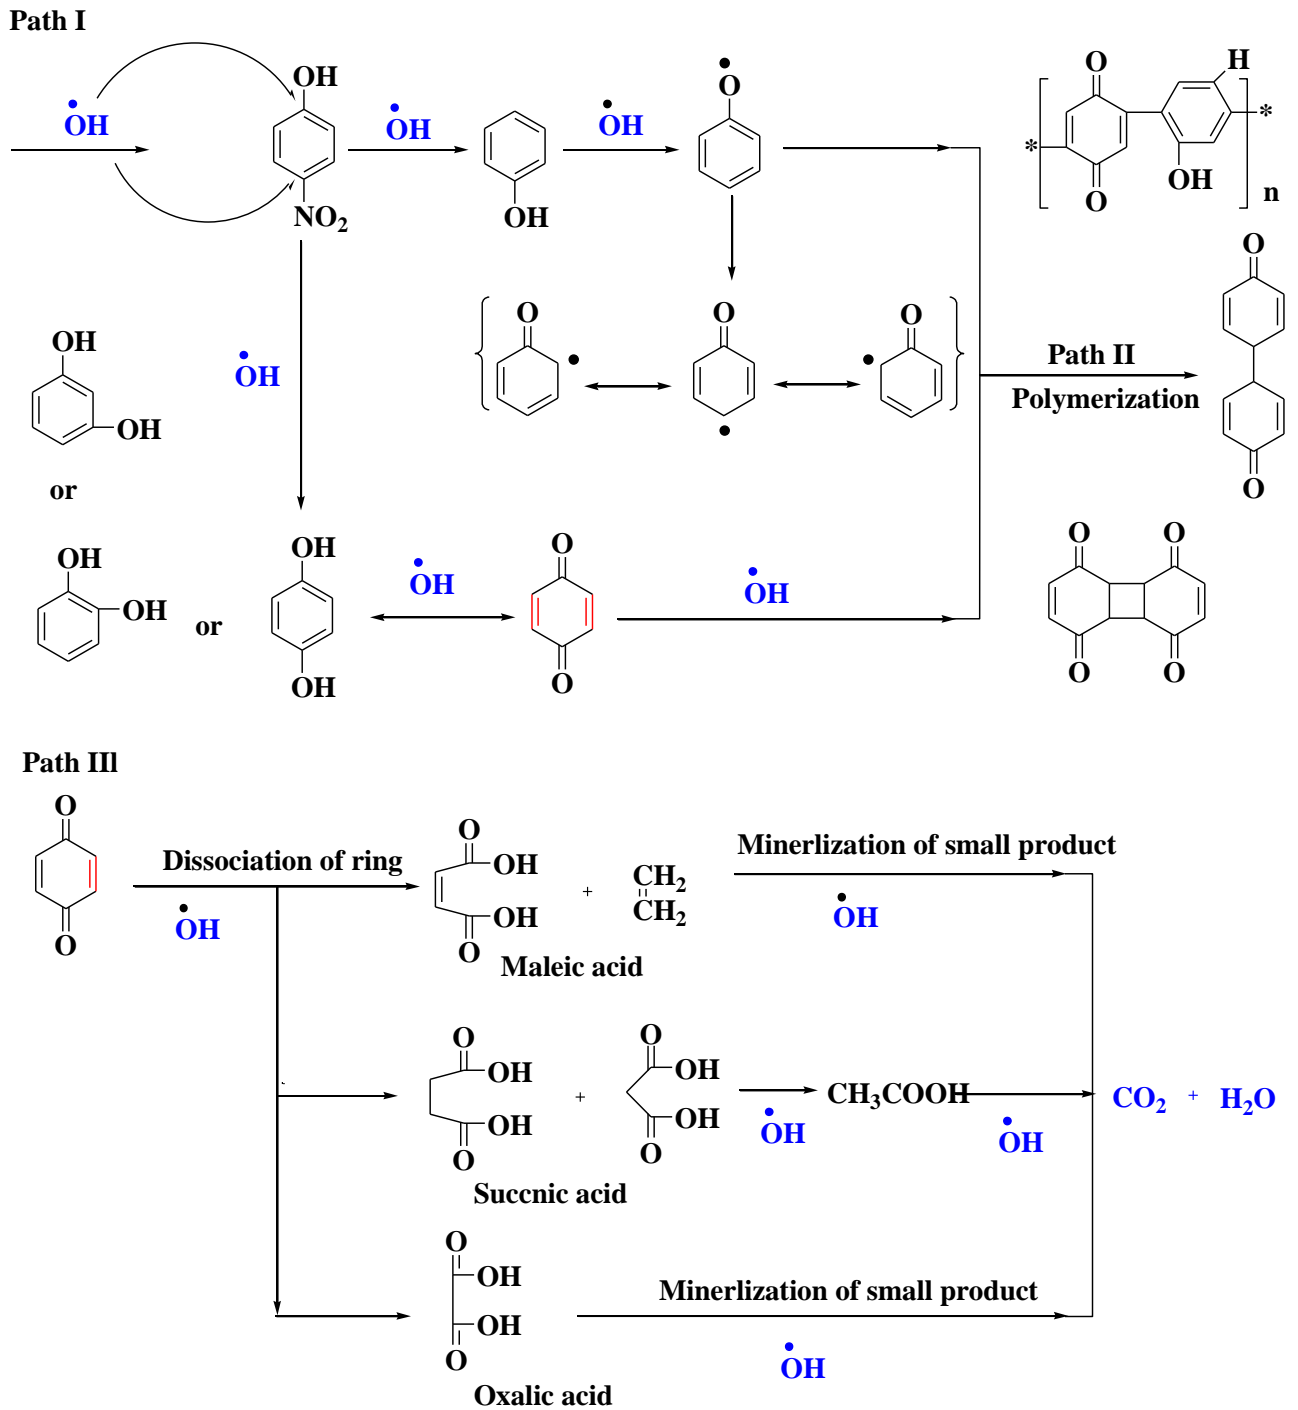 Path I
OH
•OH
NO2
•OH
OH
•OH
•O
O
H
*
*
OH
O
n
OH
OH
or
OH
OH
or
•OH
OH
OH
O
O
O
•OH
O
O
•OH
Path II
Polymerization
O
O
O
O
O
O
Path IIl
O
O
Dissociation of ring
•OH
O
OH
OH
O
+
CH2
CH2
Maleic acid
Minerlization of small product
•OH
O
OH
OH
O
+
O
OH
OH
O
•OH
CH3COOH
•OH
CO2 + H2O
Succnic acid
O
OH
OH
O
Oxalic acid
Minerlization of small product
•OH